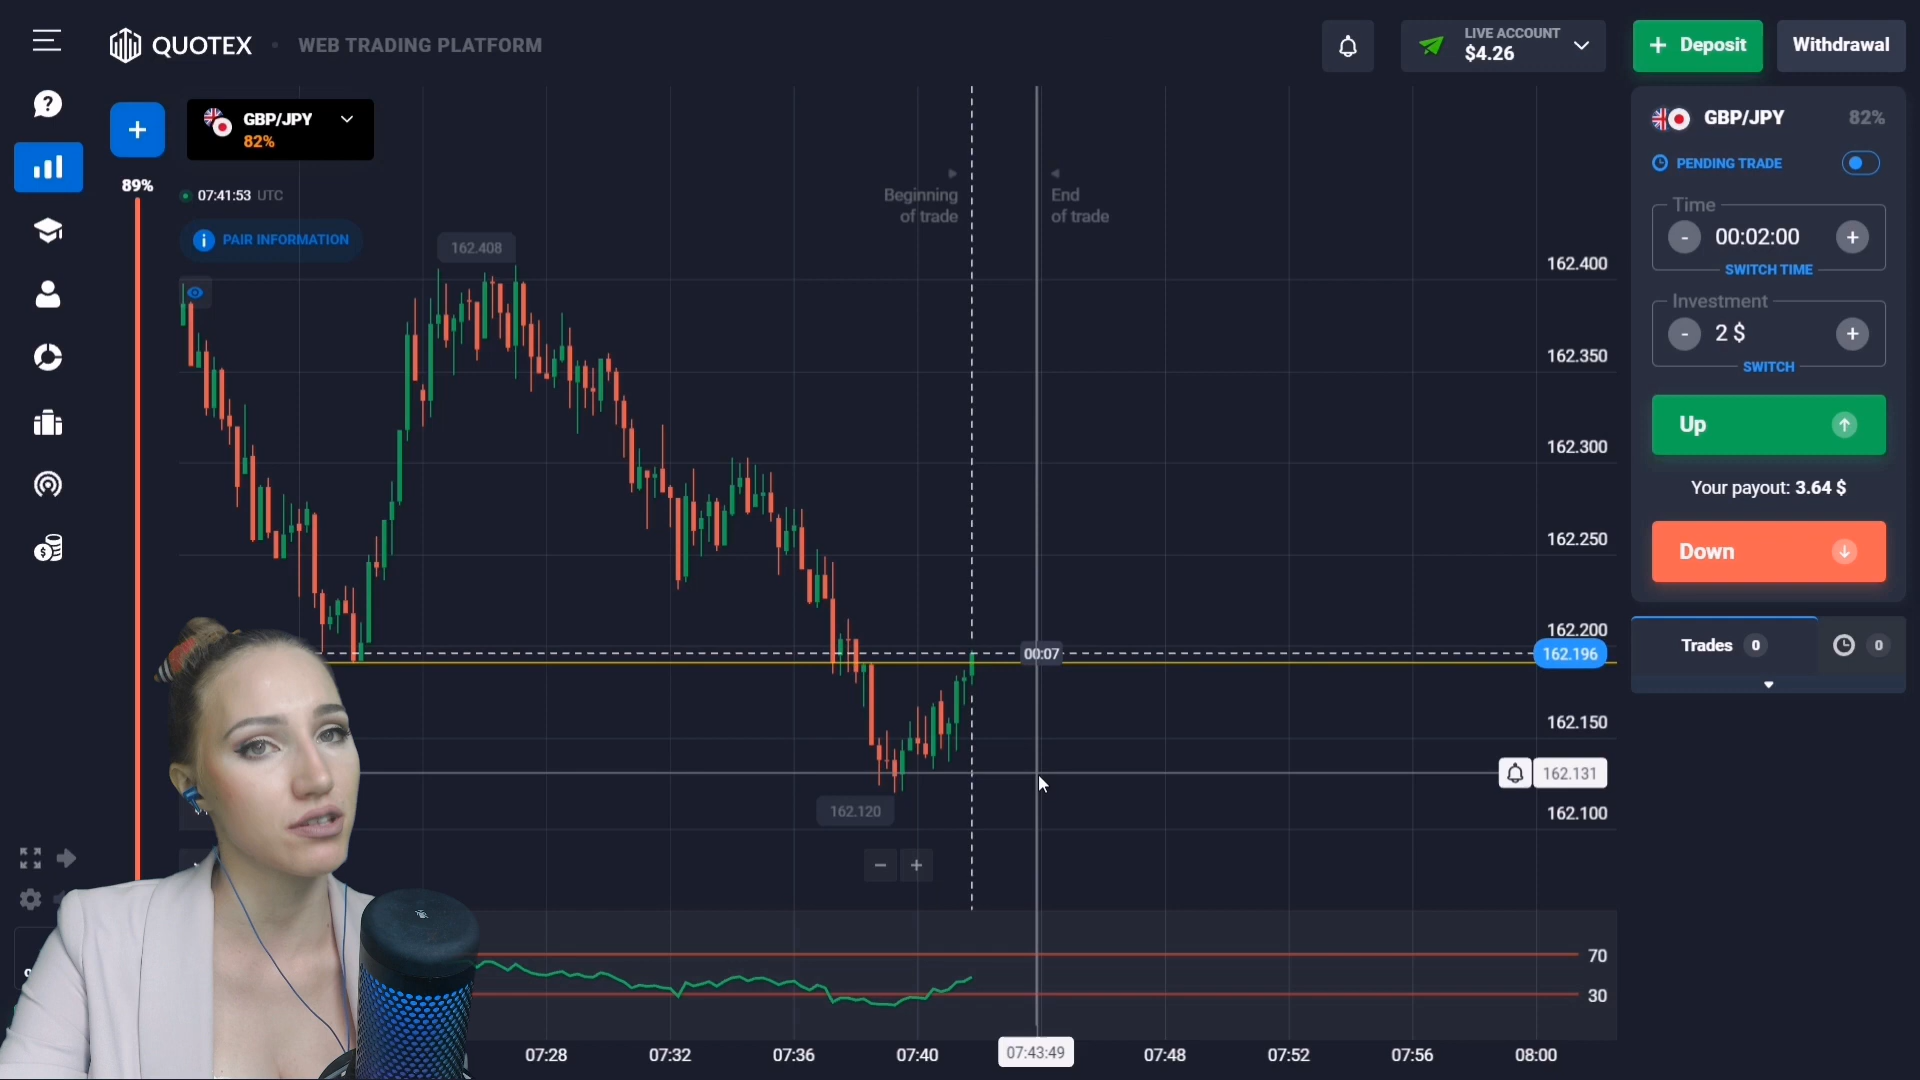 QUOTEX
WEB TRADING PLATFORM
LIVE ACCOUNT
$4.26
Deposit
Withdrawal
GBP/JPY
82%
89%
07:41:53 UTC
PAIR INFORMATION
162.408
Beginning
of trade
End
of trade
162.400
162.350
162.300
162.250
162.200
162.196
162.150
162.131
162.100
00:07
162.120
70
30
07:28
07:32
07:36
07:40
07:43:49
07:48
07:52
07:56
08:00
GBP/JPY
82%
PENDING TRADE
Time
- 00:02:00 +
SWITCH TIME
Investment
- 2 $ +
SWITCH
Up
Your payout: 3.64 $
Down
Trades 0
0